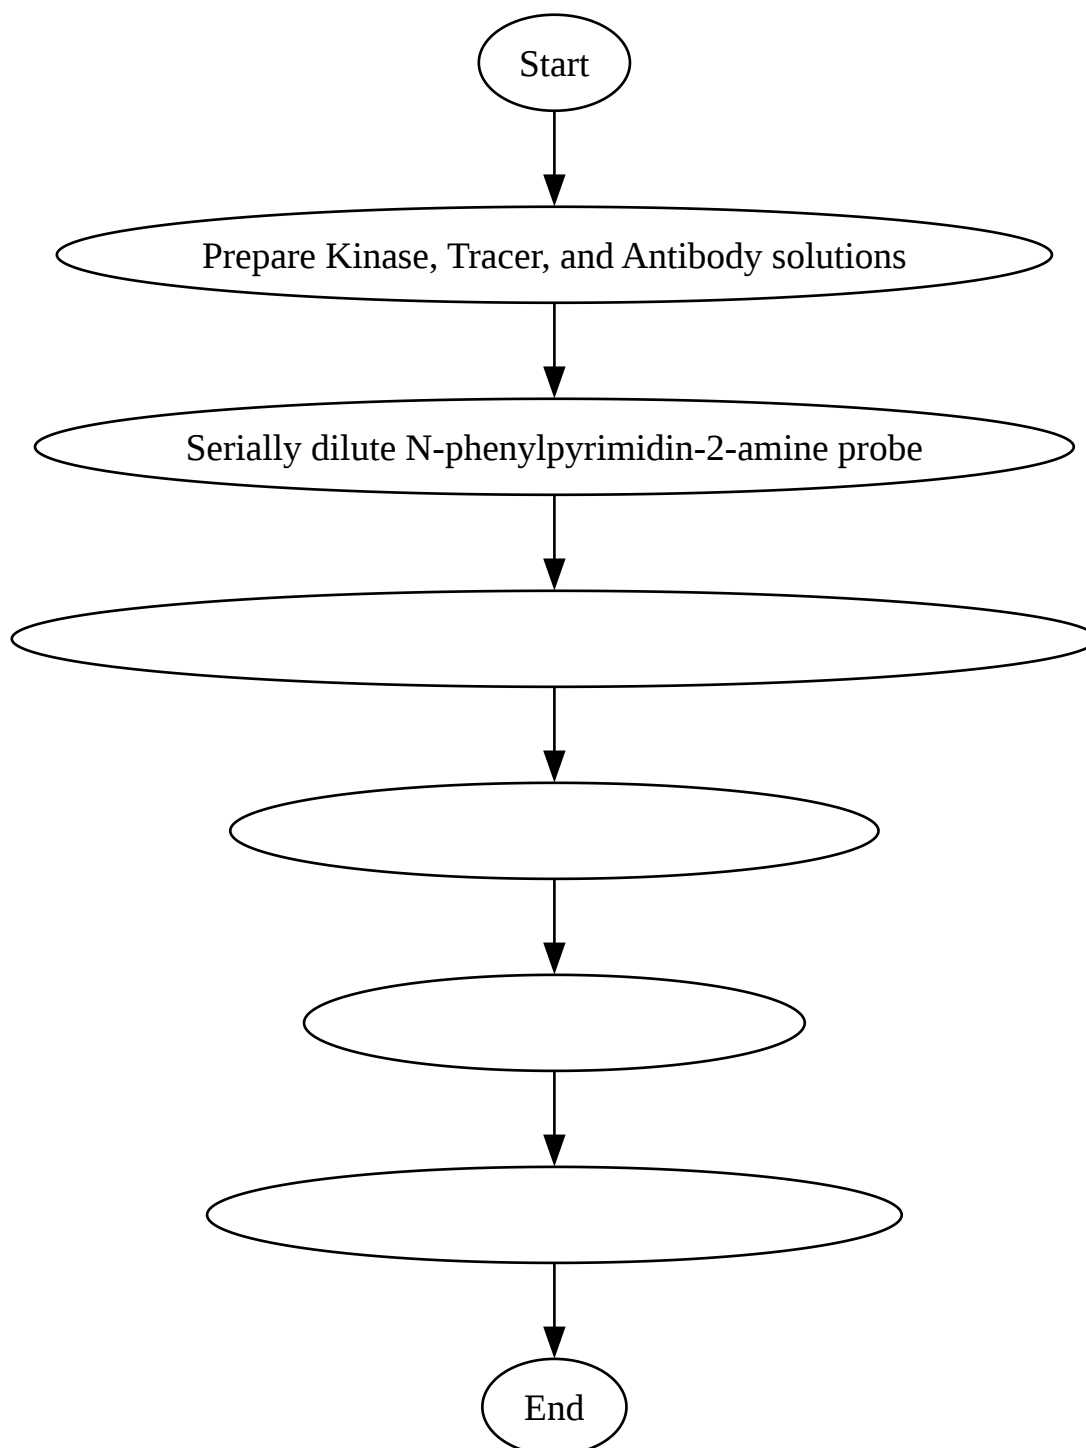 Start
Prepare Kinase, Tracer, and Antibody solutions
Serially dilute N-phenylpyrimidin-2-amine probe
End